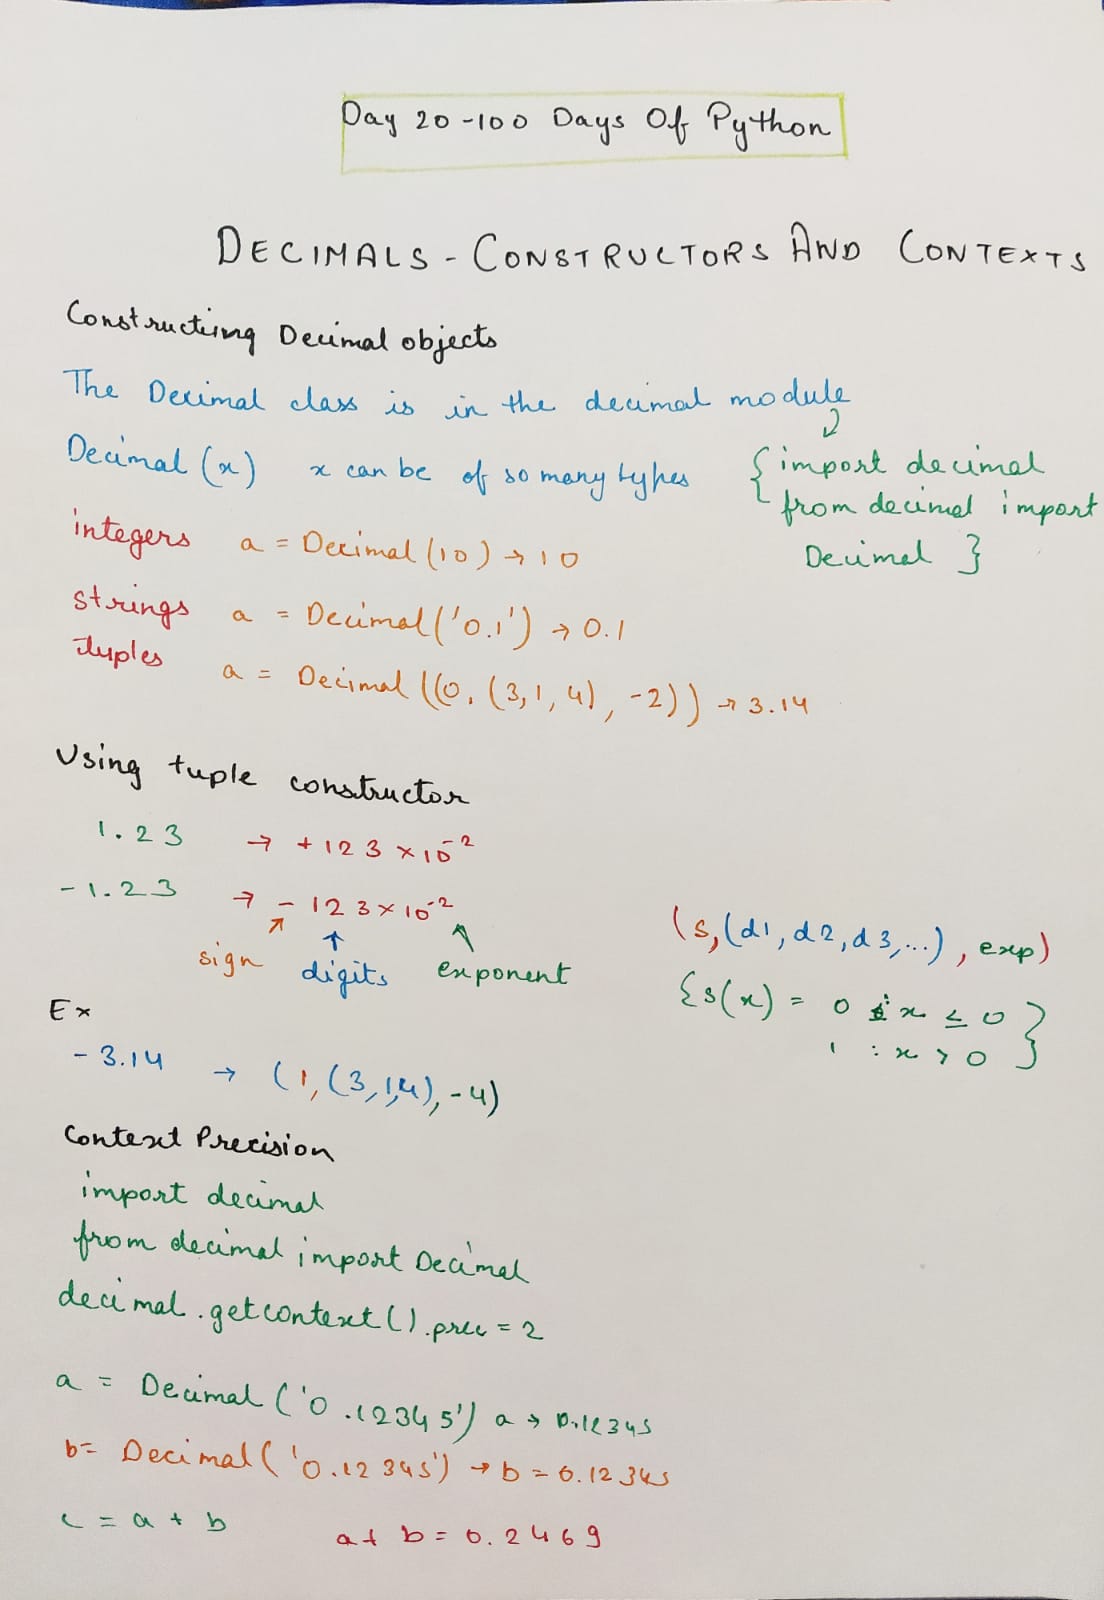 Day 20-100 Days Of Python
DECIMALS - CONSTRUCTORS AND CONTEXTS
Constructing Decimal objects
The Decimal class is in the decimal module
Decimal (x) x can be of so many types
{ import decimal
from decimal import
Decimal }
integers a = Decimal (10) → 10
strings a = Decimal ('0.1') → 0.1
tuples a = Decimal ((0, (3,1,4), -2)) → 3.14
Using tuple constructor
1.23 → +123 × 10^-2
-1.23 → -123 × 10^-2
sign digits exponent
(s, (d1, d2, d3, ...), exp)
{s(x) = 0 : x ≤ 0
1 : x > 0 }
Ex
-3.14 → (1, (3,1,4), -4)
Context Precision
import decimal
from decimal import Decimal
decimal.getcontext().prec = 2
a = Decimal ('0.12345') a → 0.12345
b = Decimal ('0.12345') → b = 0.12345
c = a + b a + b = 0.2469